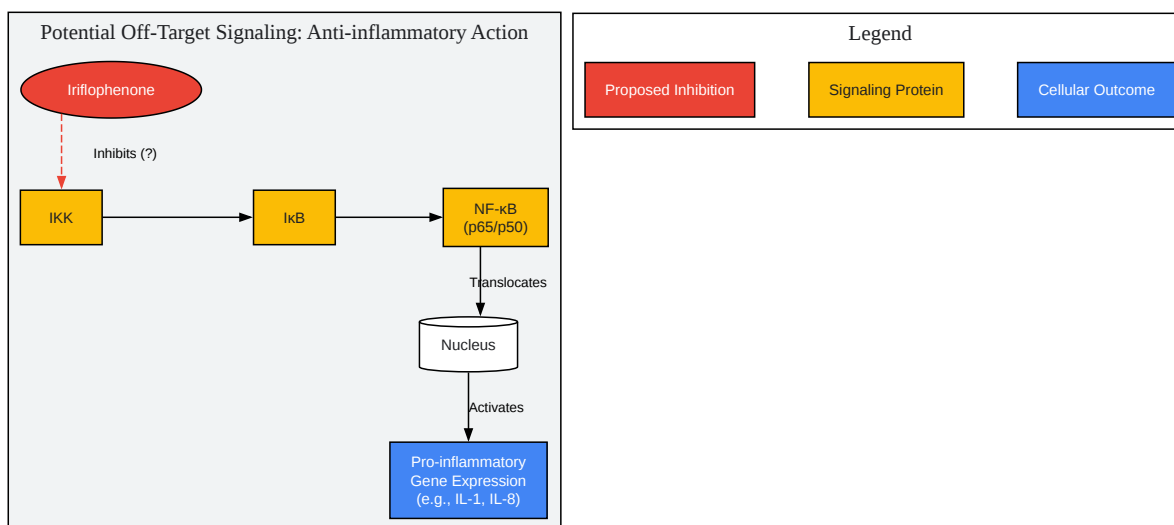 Potential Off-Target Signaling: Anti-inflammatory Action
Iriflophenone
Inhibits (?)
IKK
IκB
NF-κB
(p65/p50)
Translocates
Nucleus
Activates
Pro-inflammatory
Gene Expression
(e.g., IL-1, IL-8)
Legend
Proposed Inhibition
Signaling Protein
Cellular Outcome